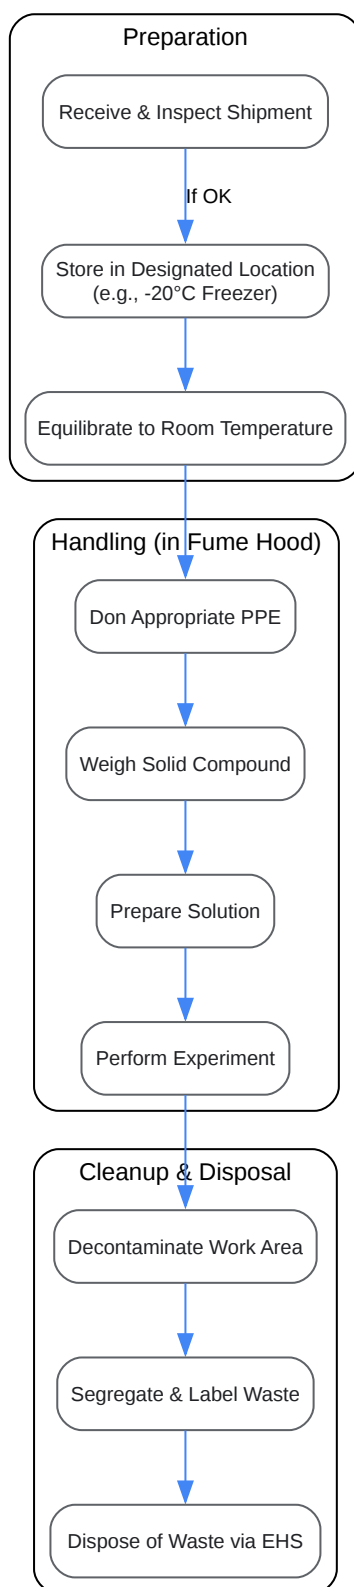 Preparation
Receive & Inspect Shipment
If OK
Store in Designated Location
(e.g., -20°C Freezer)
Equilibrate to Room Temperature
Handling (in Fume Hood)
Don Appropriate PPE
Weigh Solid Compound
Prepare Solution
Perform Experiment
Cleanup & Disposal
Decontaminate Work Area
Segregate & Label Waste
Dispose of Waste via EHS